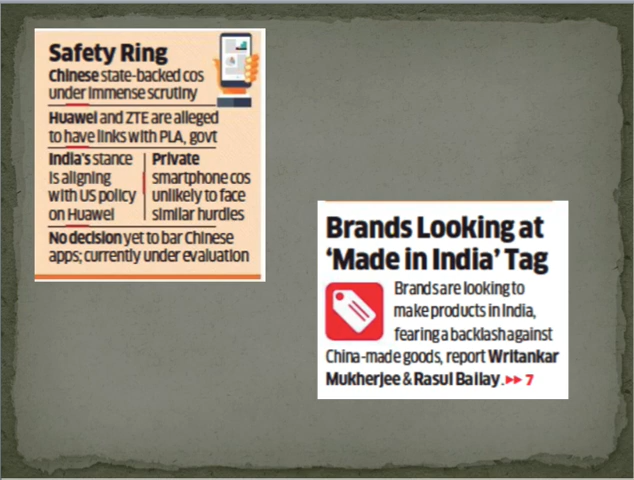 Safety Ring
Chinese state-backed cos
under immense scrutiny
Huawei and ZTE are alleged
to have links with PLA, govt
India's stance
is aligning
with US policy
on Huawei
Private
smartphone cos
unlikely to face
similar hurdles
No decision yet to bar Chinese
apps; currently under evaluation
Brands Looking at
‘Made in India’ Tag
Brands are looking to
make products in India,
fearing a backlash against
China-made goods, report Writankar
Mukherjee & Rasul Bailay. ▸▸ 7